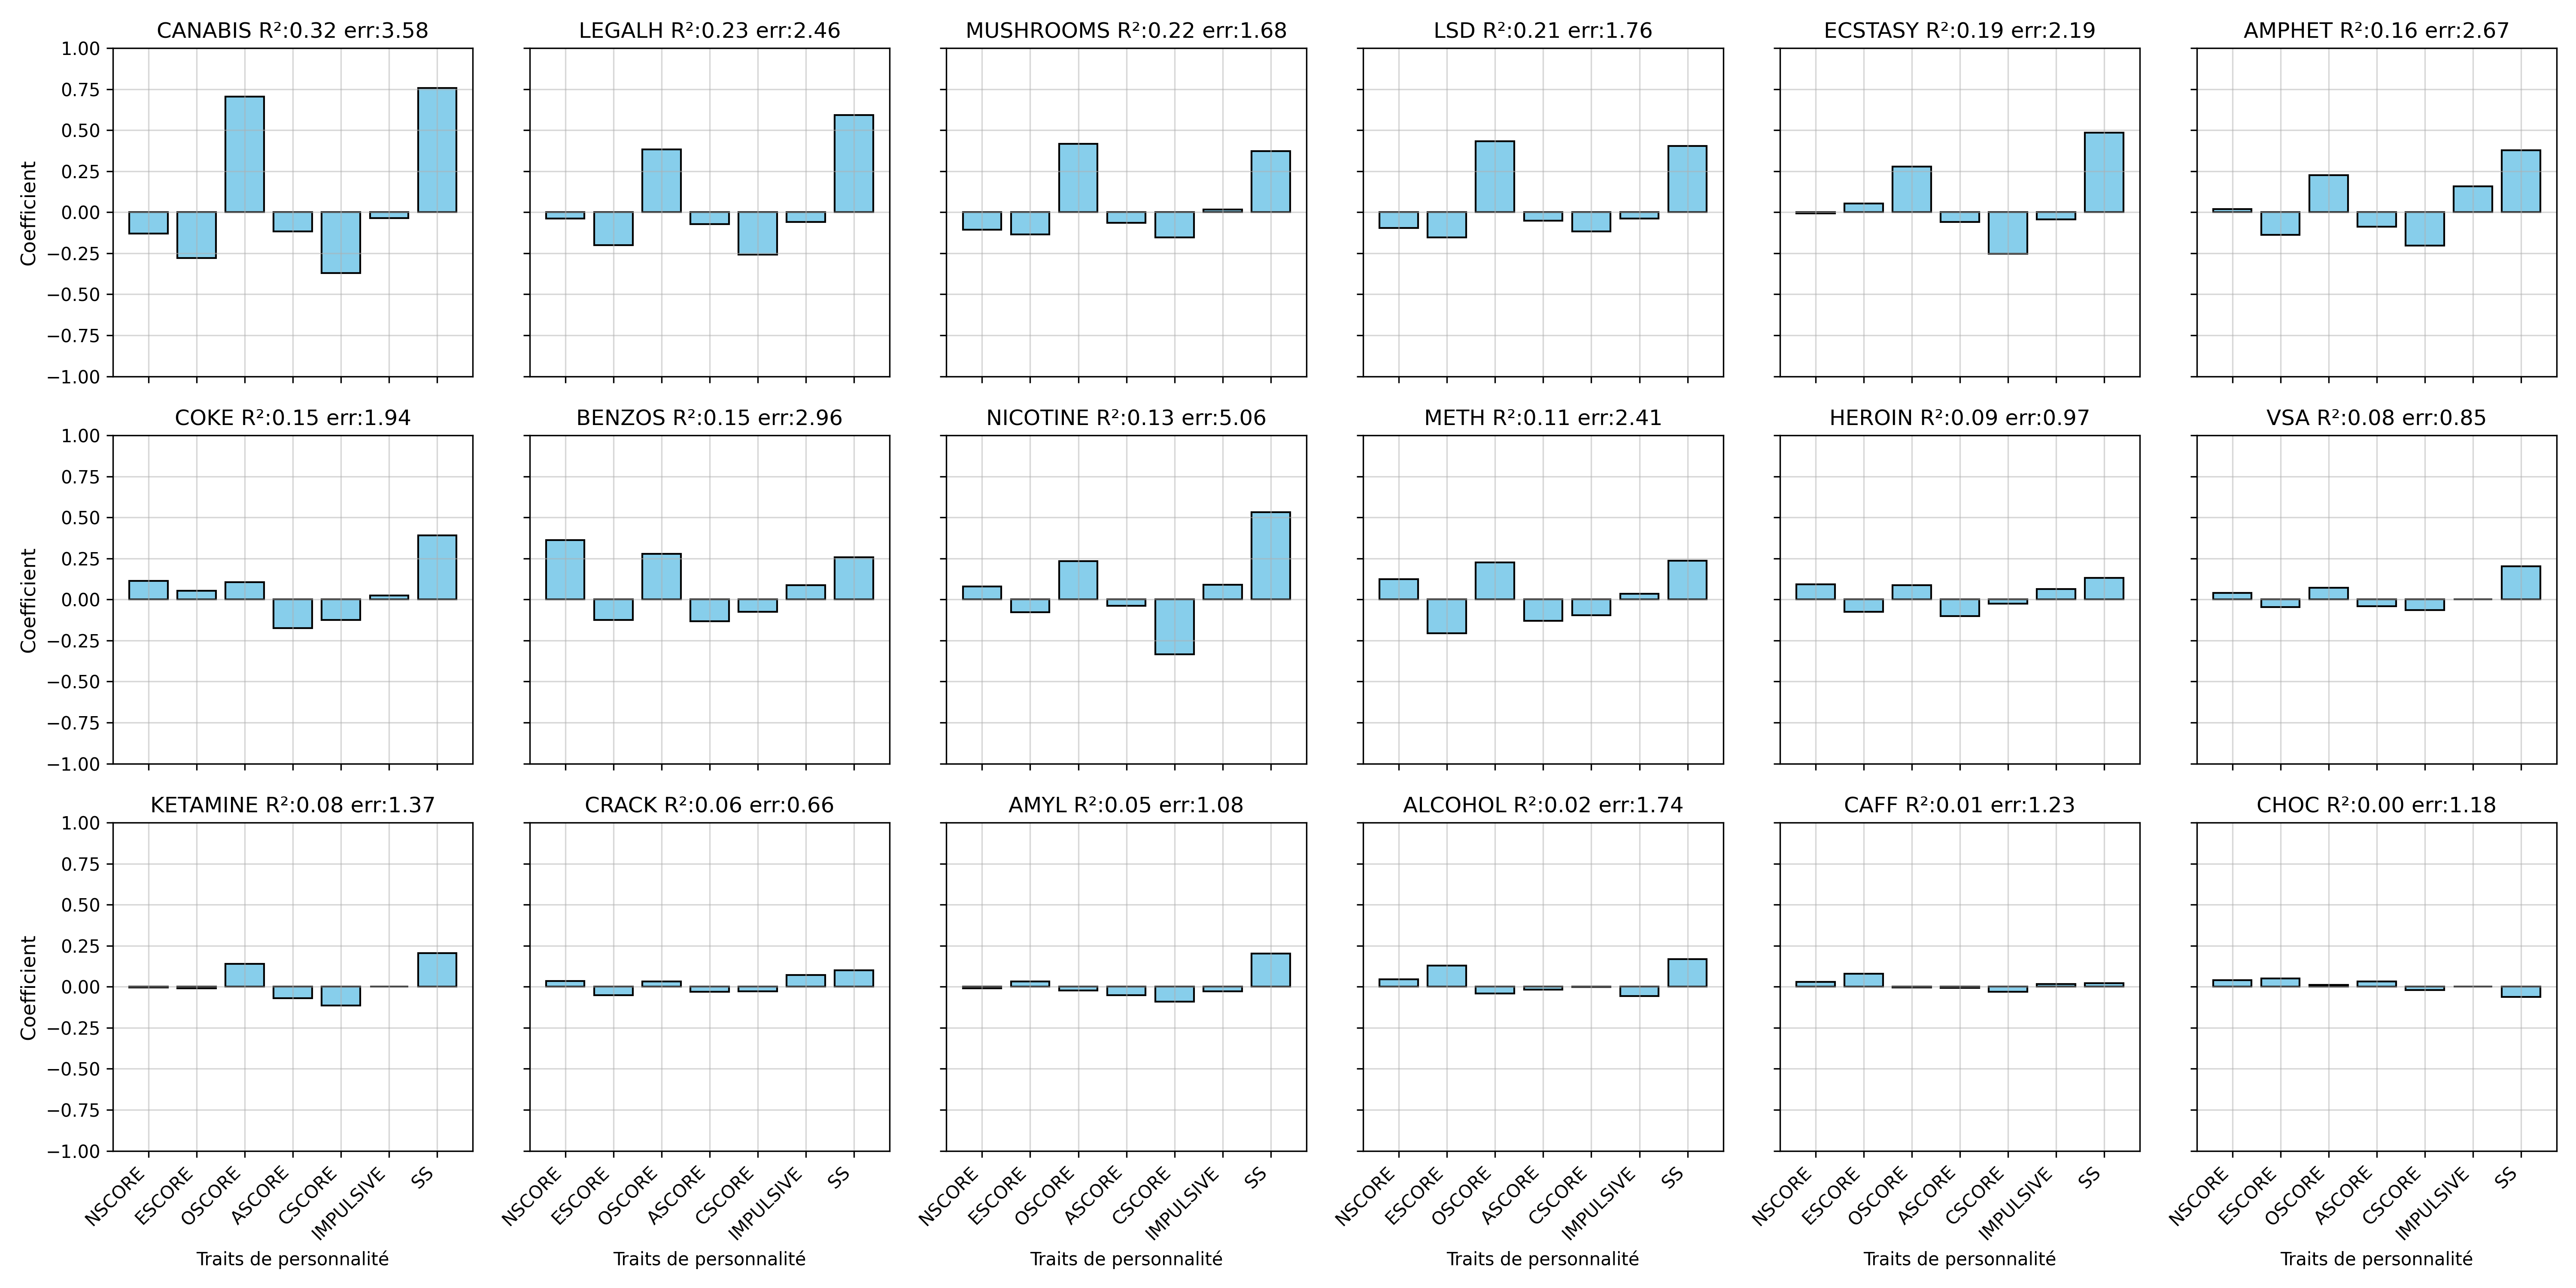 CANABIS R²:0.32 err:3.58
LEGALH R²:0.23 err:2.46
MUSHROOMS R²:0.22 err:1.68
LSD R²:0.21 err:1.76
ECSTASY R²:0.19 err:2.19
AMPHET R²:0.16 err:2.67
Coefficient
1.00
0.75
0.50
0.25
0.00
−0.25
−0.50
−0.75
−1.00
COKE R²:0.15 err:1.94
BENZOS R²:0.15 err:2.96
NICOTINE R²:0.13 err:5.06
METH R²:0.11 err:2.41
HEROIN R²:0.09 err:0.97
VSA R²:0.08 err:0.85
Coefficient
1.00
0.75
0.50
0.25
0.00
−0.25
−0.50
−0.75
−1.00
KETAMINE R²:0.08 err:1.37
CRACK R²:0.06 err:0.66
AMYL R²:0.05 err:1.08
ALCOHOL R²:0.02 err:1.74
CAFF R²:0.01 err:1.23
CHOC R²:0.00 err:1.18
Coefficient
1.00
0.75
0.50
0.25
0.00
−0.25
−0.50
−0.75
−1.00
NSCORE
ESCORE
OSCORE
ASCORE
CSCORE
IMPULSIVE
SS
NSCORE
ESCORE
OSCORE
ASCORE
CSCORE
IMPULSIVE
SS
NSCORE
ESCORE
OSCORE
ASCORE
CSCORE
IMPULSIVE
SS
NSCORE
ESCORE
OSCORE
ASCORE
CSCORE
IMPULSIVE
SS
NSCORE
ESCORE
OSCORE
ASCORE
CSCORE
IMPULSIVE
SS
NSCORE
ESCORE
OSCORE
ASCORE
CSCORE
IMPULSIVE
SS
Traits de personnalité
Traits de personnalité
Traits de personnalité
Traits de personnalité
Traits de personnalité
Traits de personnalité